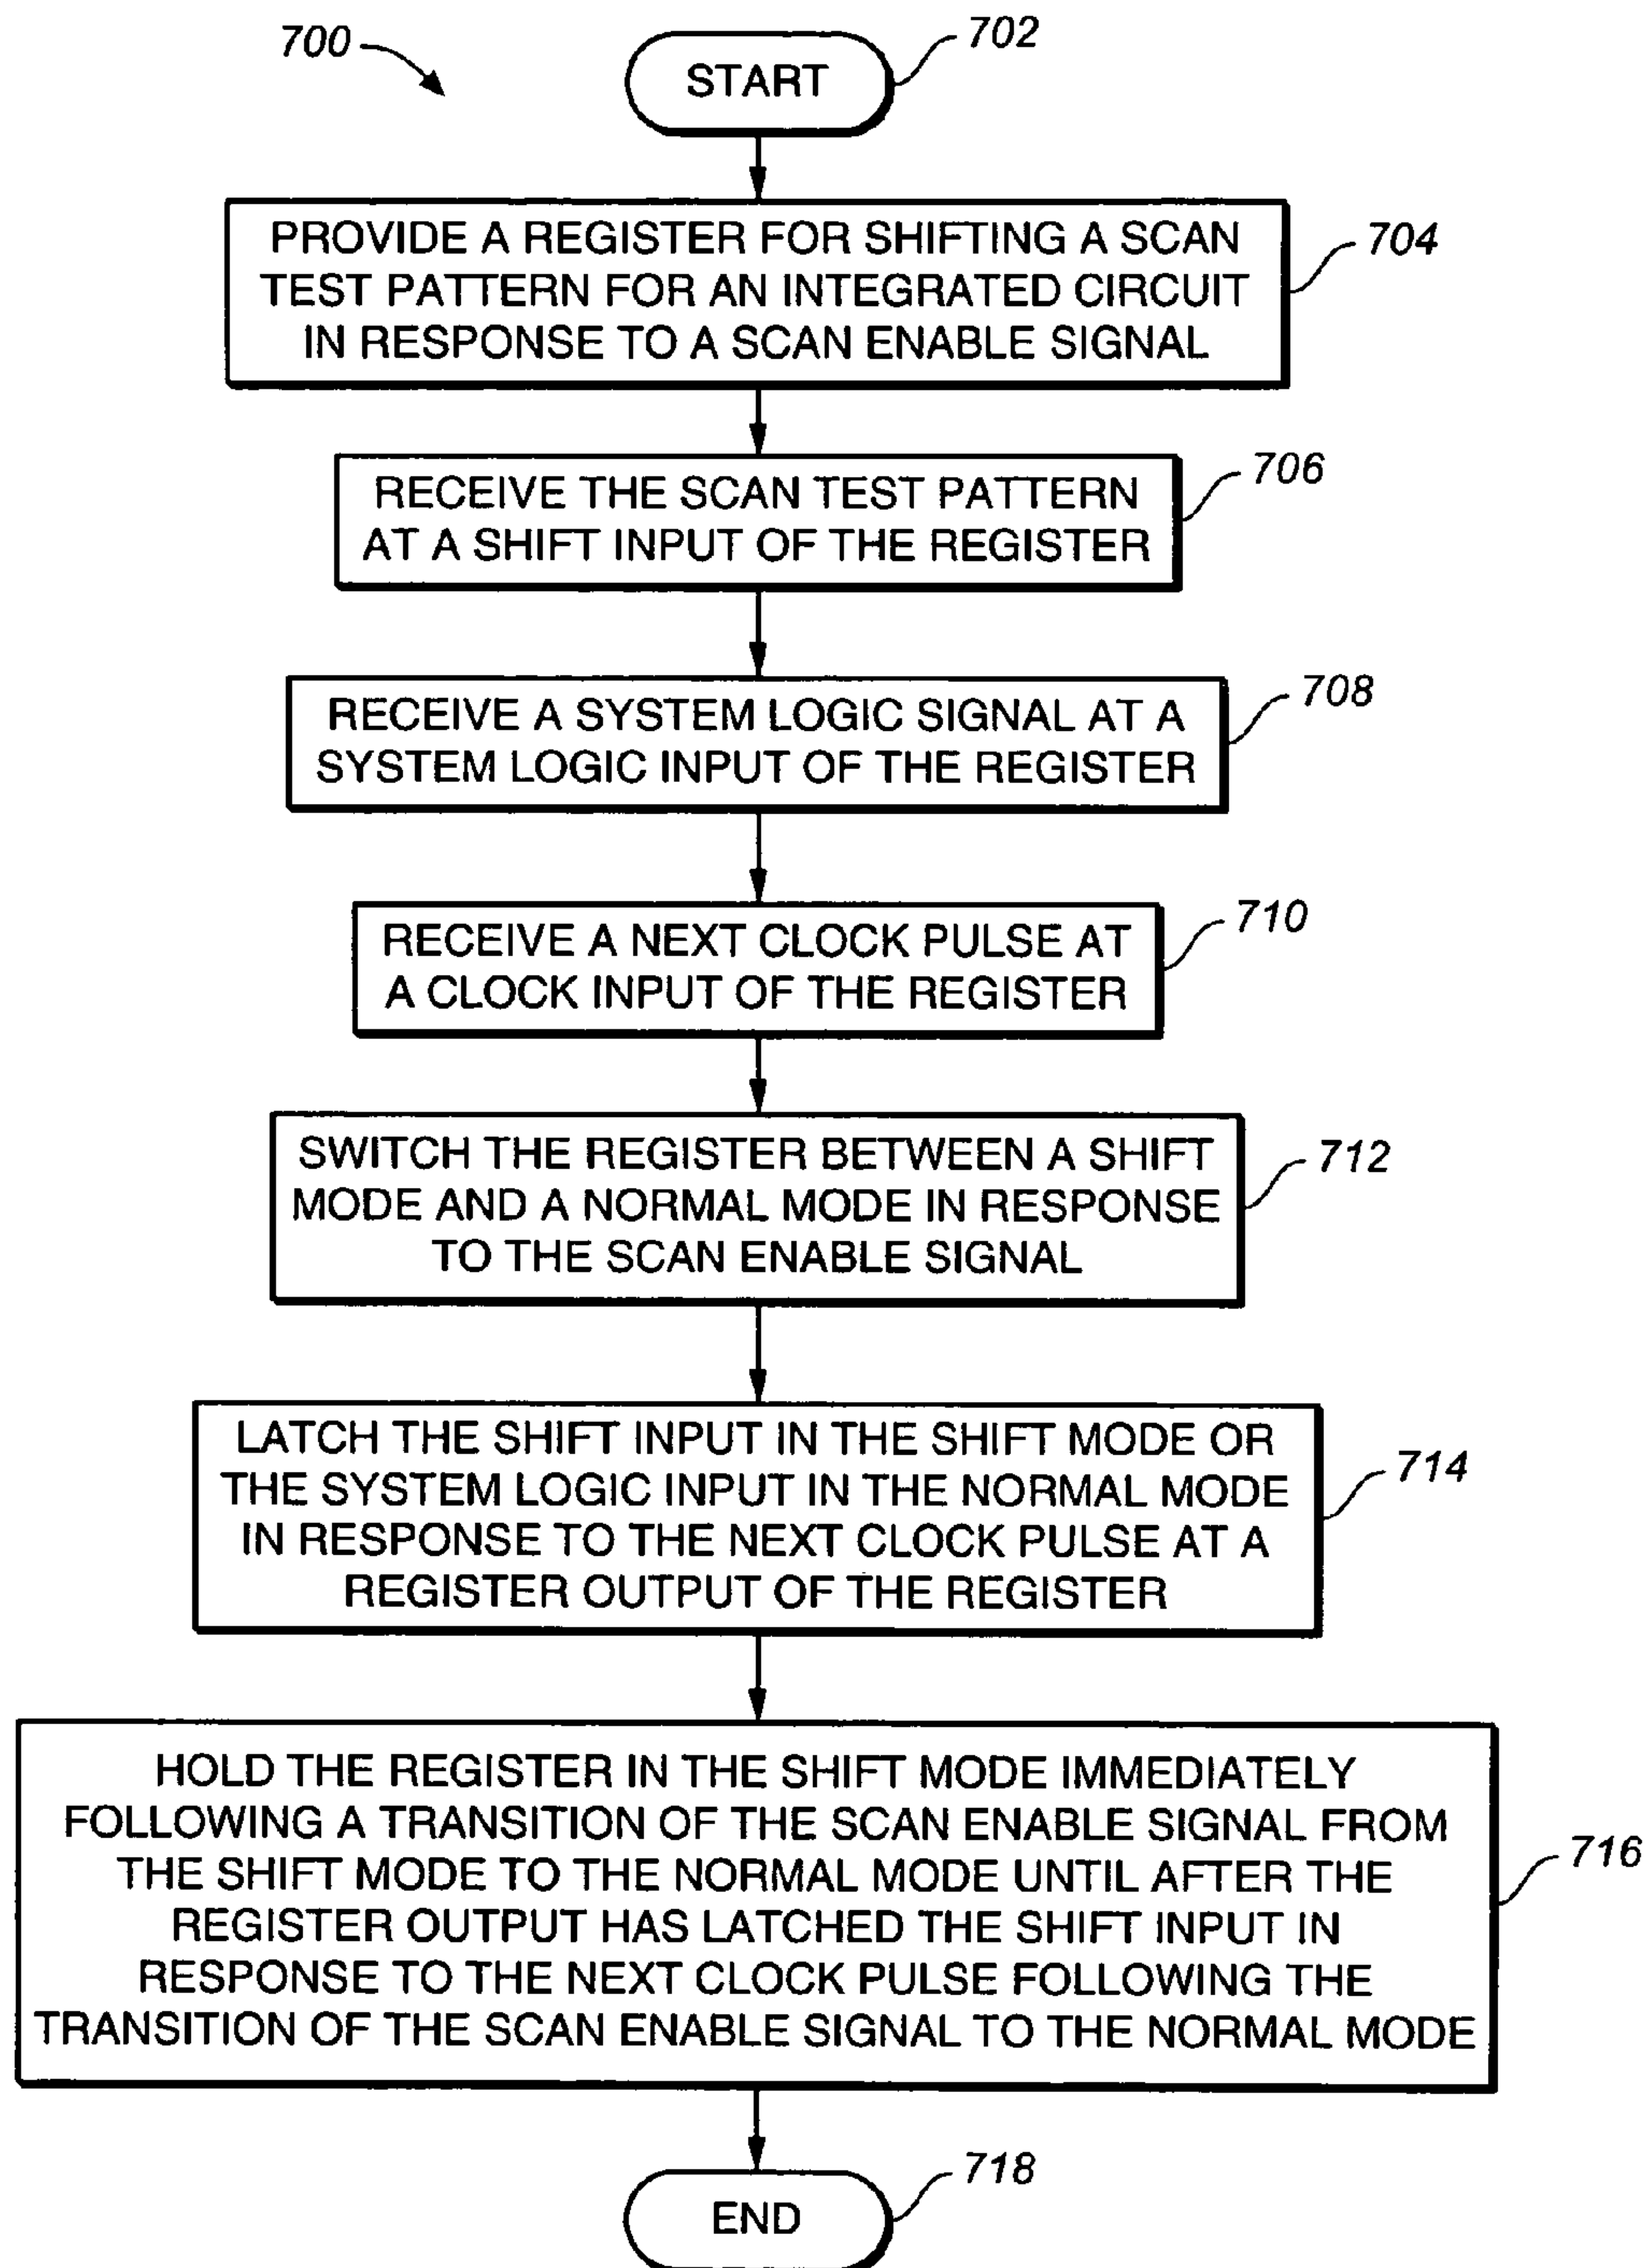 700
702
START
PROVIDE A REGISTER FOR SHIFTING A SCAN
TEST PATTERN FOR AN INTEGRATED CIRCUIT
IN RESPONSE TO A SCAN ENABLE SIGNAL
704
RECEIVE THE SCAN TEST PATTERN
AT A SHIFT INPUT OF THE REGISTER
706
RECEIVE A SYSTEM LOGIC SIGNAL AT A
SYSTEM LOGIC INPUT OF THE REGISTER
708
RECEIVE A NEXT CLOCK PULSE AT
A CLOCK INPUT OF THE REGISTER
710
SWITCH THE REGISTER BETWEEN A SHIFT
MODE AND A NORMAL MODE IN RESPONSE
TO THE SCAN ENABLE SIGNAL
712
LATCH THE SHIFT INPUT IN THE SHIFT MODE OR
THE SYSTEM LOGIC INPUT IN THE NORMAL MODE
IN RESPONSE TO THE NEXT CLOCK PULSE AT A
REGISTER OUTPUT OF THE REGISTER
714
HOLD THE REGISTER IN THE SHIFT MODE IMMEDIATELY
FOLLOWING A TRANSITION OF THE SCAN ENABLE SIGNAL FROM
THE SHIFT MODE TO THE NORMAL MODE UNTIL AFTER THE
REGISTER OUTPUT HAS LATCHED THE SHIFT INPUT IN
RESPONSE TO THE NEXT CLOCK PULSE FOLLOWING THE
TRANSITION OF THE SCAN ENABLE SIGNAL TO THE NORMAL MODE
716
718
END